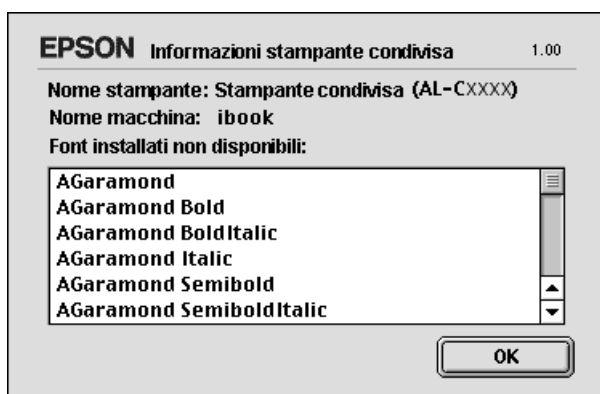 EPSON Informazioni stampante condivisa 1.00
Nome stampante: Stampante condivisa (AL-CXXXX)
Nome macchina: ibook
Font installati non disponibili:
AGaramond
AGaramond Bold
AGaramond BoldItalic
AGaramond Italic
AGaramond Semibold
AGaramond SemiboldItalic
OK